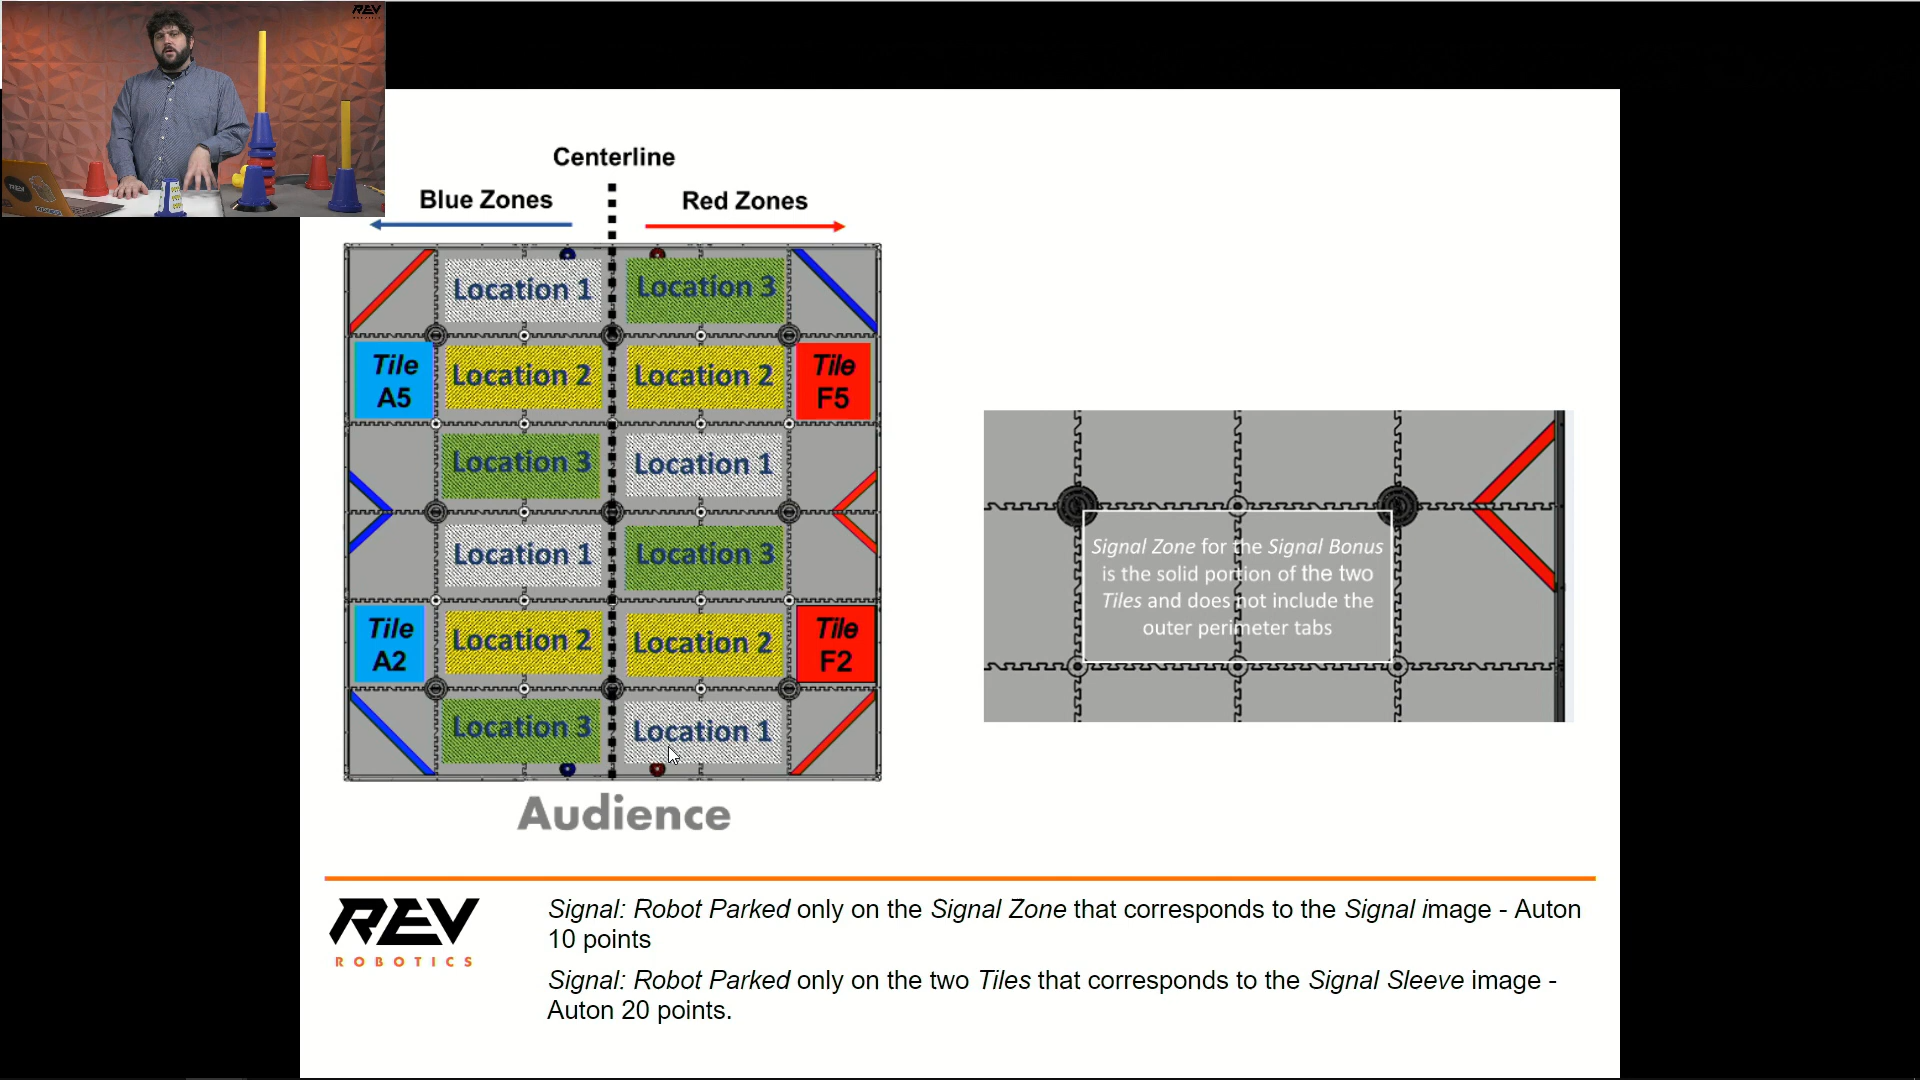 REV
ROBOTICS
Centerline
Blue Zones
Red Zones
Location 1
Location 3
Tile
A5
Location 2
Location 2
Tile
F5
Location 3
Location 1
Location 1
Location 3
Tile
A2
Location 2
Location 2
Tile
F2
Location 3
Location 1
Audience
Signal Zone for the Signal Bonus
is the solid portion of the two
Tiles and does not include the
outer perimeter tabs
REV
ROBOTICS
Signal: Robot Parked only on the Signal Zone that corresponds to the Signal image - Auton
10 points
Signal: Robot Parked only on the two Tiles that corresponds to the Signal Sleeve image -
Auton 20 points.